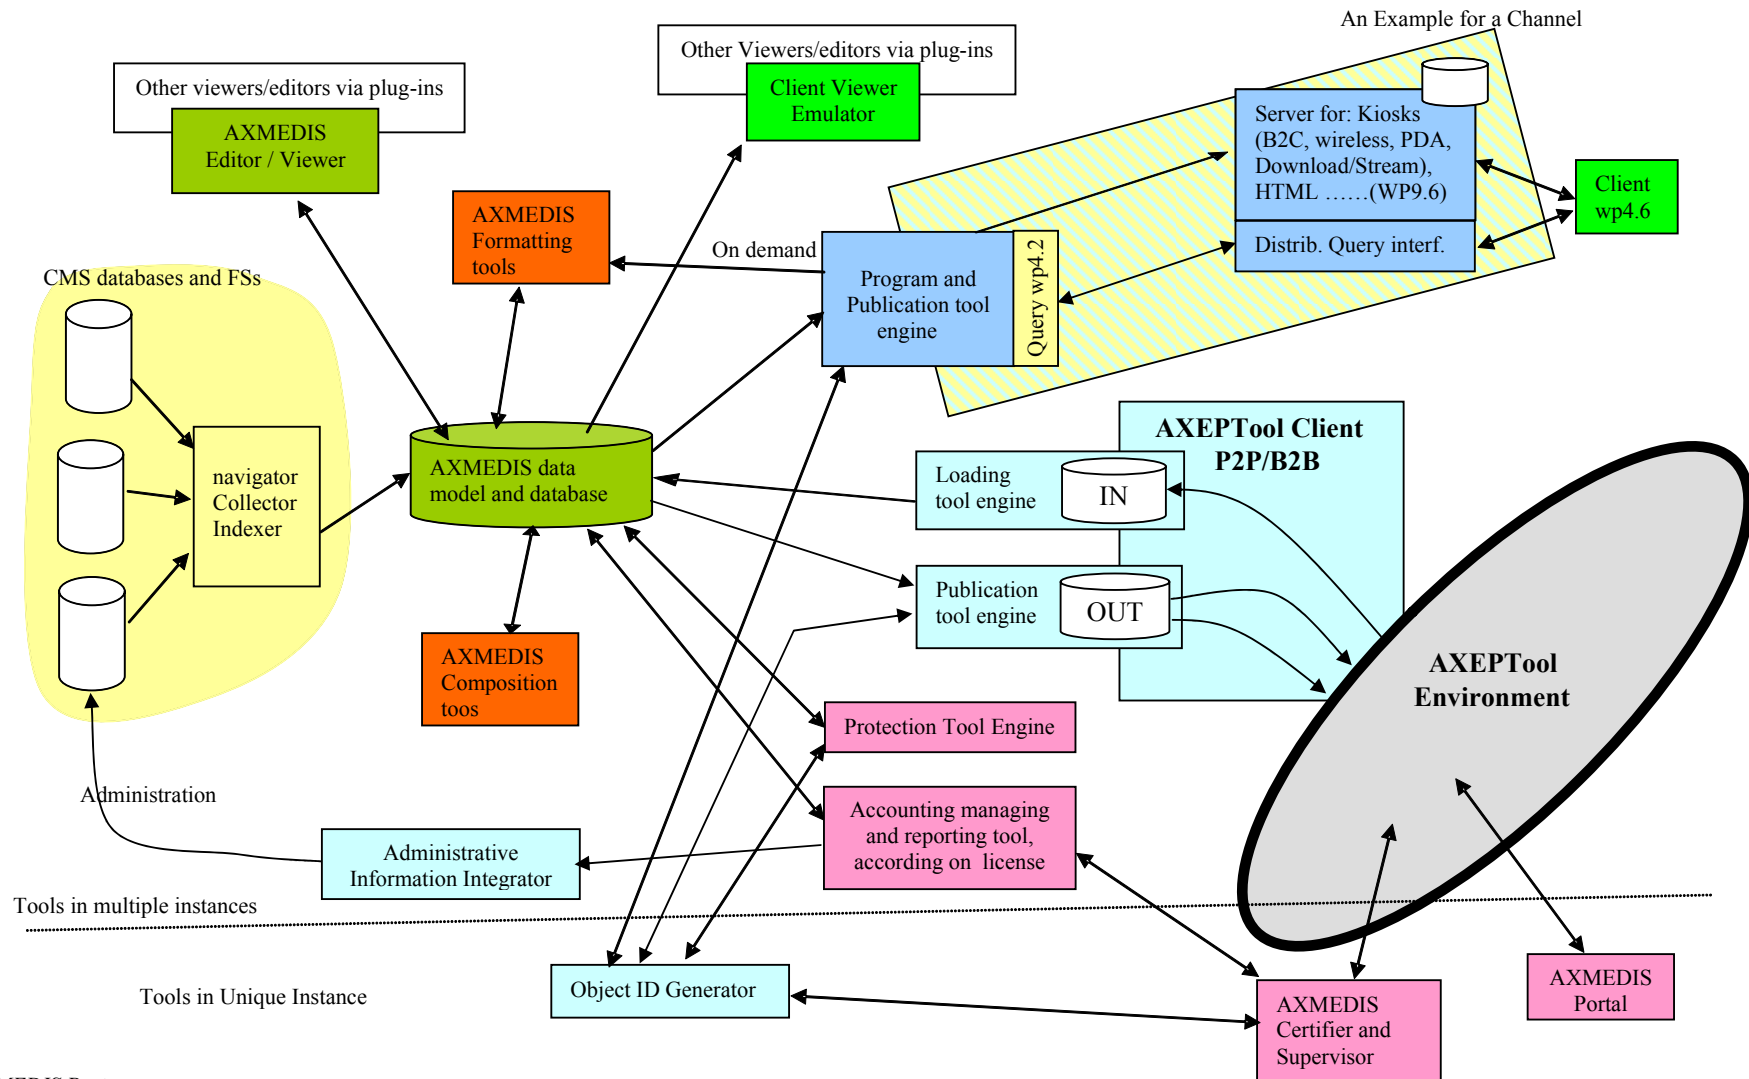 An Example for a Channel
Other Viewers/editors via plug-ins
Client Viewer
Emulator
Other viewers/editors via plug-ins
AXMEDIS
Editor / Viewer
Server for: Kiosks
(B2C, wireless, PDA,
Download/Stream),
HTML ……(WP9.6)
Distrib. Query interf.
Client
wp4.6
AXMEDIS
Formatting
tools
On demand
Program and
Publication tool
engine
Query wp4.2
CMS databases and FSs
navigator
Collector
Indexer
AXMEDIS data
model and database
AXEPTool Client
P2P/B2B
Loading
tool engine
IN
Publication
tool engine
OUT
AXEPTool
Environment
AXMEDIS
Composition
toos
Protection Tool Engine
Administration
Accounting managing
and reporting tool,
according on license
Administrative
Information Integrator
Tools in multiple instances
Tools in Unique Instance
Object ID Generator
AXMEDIS
Certifier and
Supervisor
AXMEDIS
Portal